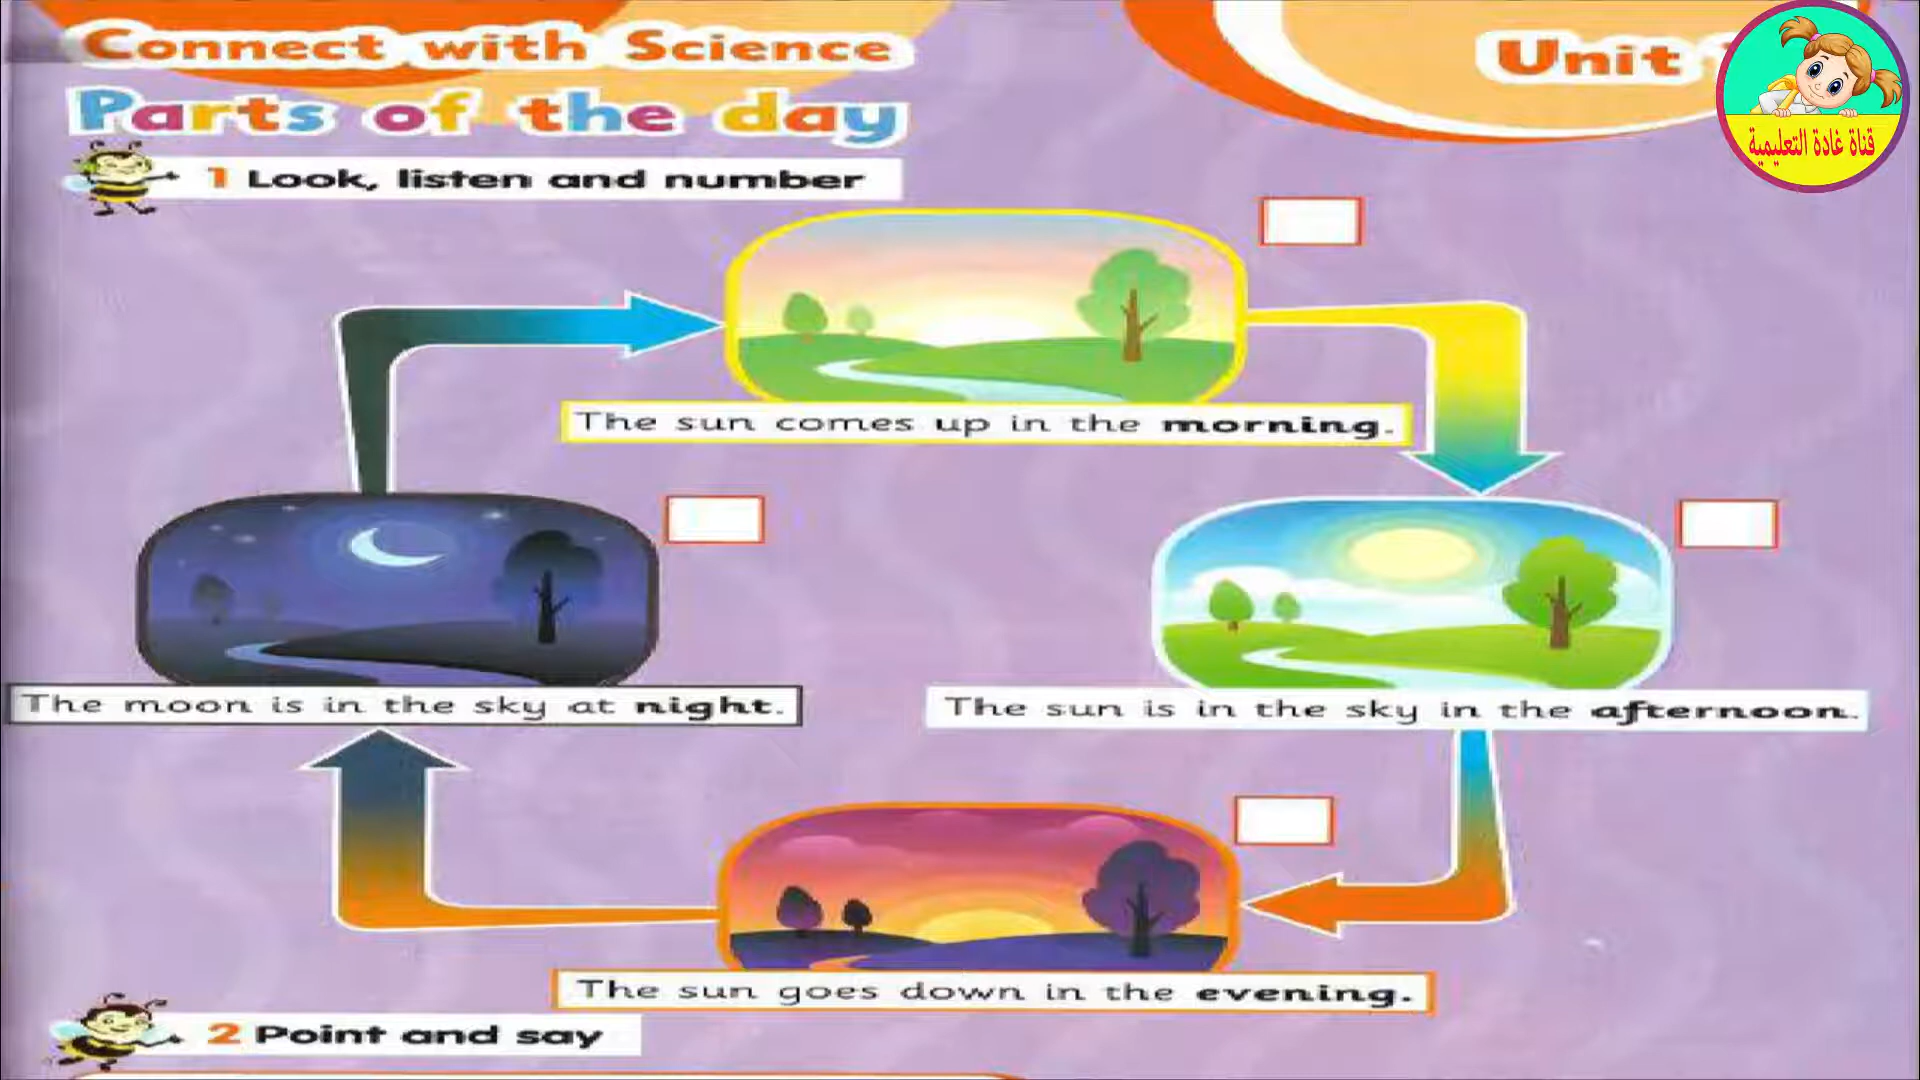 Connect with Science
Unit
Parts of the day
قناة غادة التعليمية
1 Look, listen and number
The sun comes up in the morning.
The moon is in the sky at night.
The sun is in the sky in the afternoon.
The sun goes down in the evening.
2 Point and say